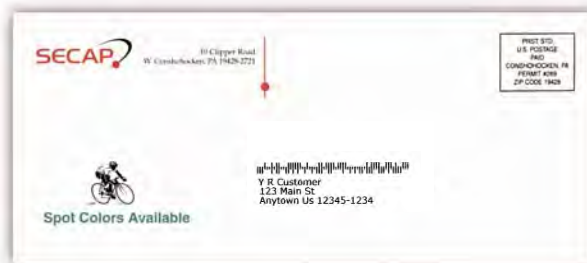 SECAP
10 Clipper Road
W. Conshohocken, PA 19428-2721
PRST STD
U.S. POSTAGE
PAID
CONSHOHOCKEN, PA
PERMIT #269
ZIP CODE 19428
Y R Customer
123 Main St
Anytown Us 12345-1234
Spot Colors Available